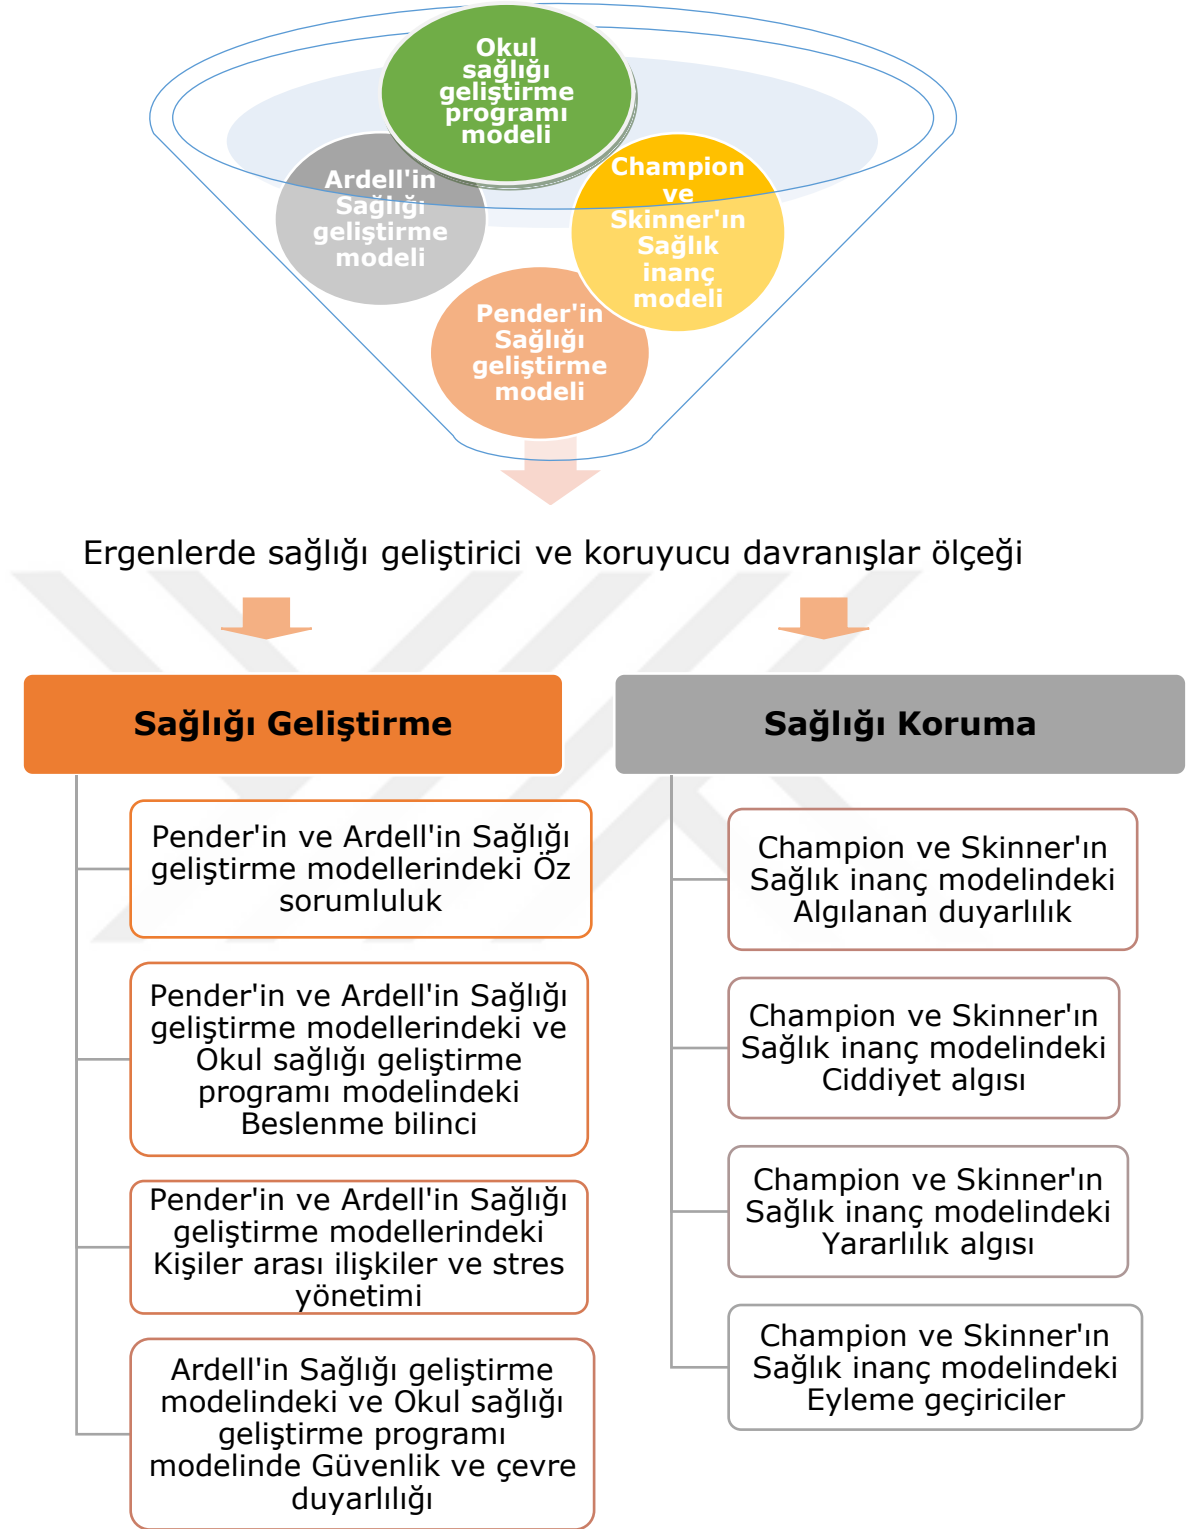 Okul
sağlığı
geliştirme
programı
modeli
Ardell'in
Sağlığı
geliştirme
modeli
Champion
ve
Skinner'ın
Sağlık
inanç
modeli
Pender'in
Sağlığı
geliştirme
modeli
Ergenlerde sağlığı geliştirici ve koruyucu davranışlar ölçeği
Sağlığı Geliştirme
Pender'in ve Ardell'in Sağlığı
geliştirme modellerindeki Öz
sorumluluk
Pender'in ve Ardell'in Sağlığı
geliştirme modellerindeki ve
Okul sağlığı geliştirme
programı modelindeki
Beslenme bilinci
Pender'in ve Ardell'in Sağlığı
geliştirme modellerindeki
Kişiler arası ilişkiler ve stres
yönetimi
Ardell'in Sağlığı geliştirme
modelindeki ve Okul sağlığı
geliştirme programı
modelinde Güvenlik ve çevre
duyarlılığı
Sağlığı Koruma
Champion ve Skinner'ın
Sağlık inanç modelindeki
Algılanan duyarlılık
Champion ve Skinner'ın
Sağlık inanç modelindeki
Ciddiyet algısı
Champion ve Skinner'ın
Sağlık inanç modelindeki
Yararlılık algısı
Champion ve Skinner'ın
Sağlık inanç modelindeki
Eyleme geçiriciler